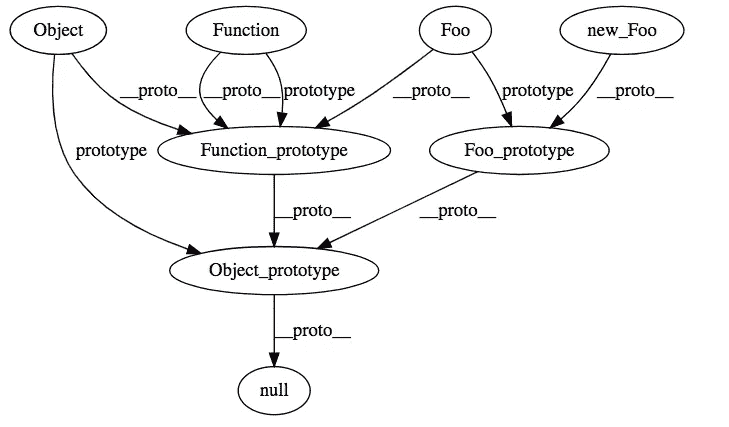 Object
Function
Foo
new_Foo
__proto__
__proto__
prototype
__proto__
prototype
__proto__
prototype
Function_prototype
Foo_prototype
__proto__
__proto__
Object_prototype
__proto__
null